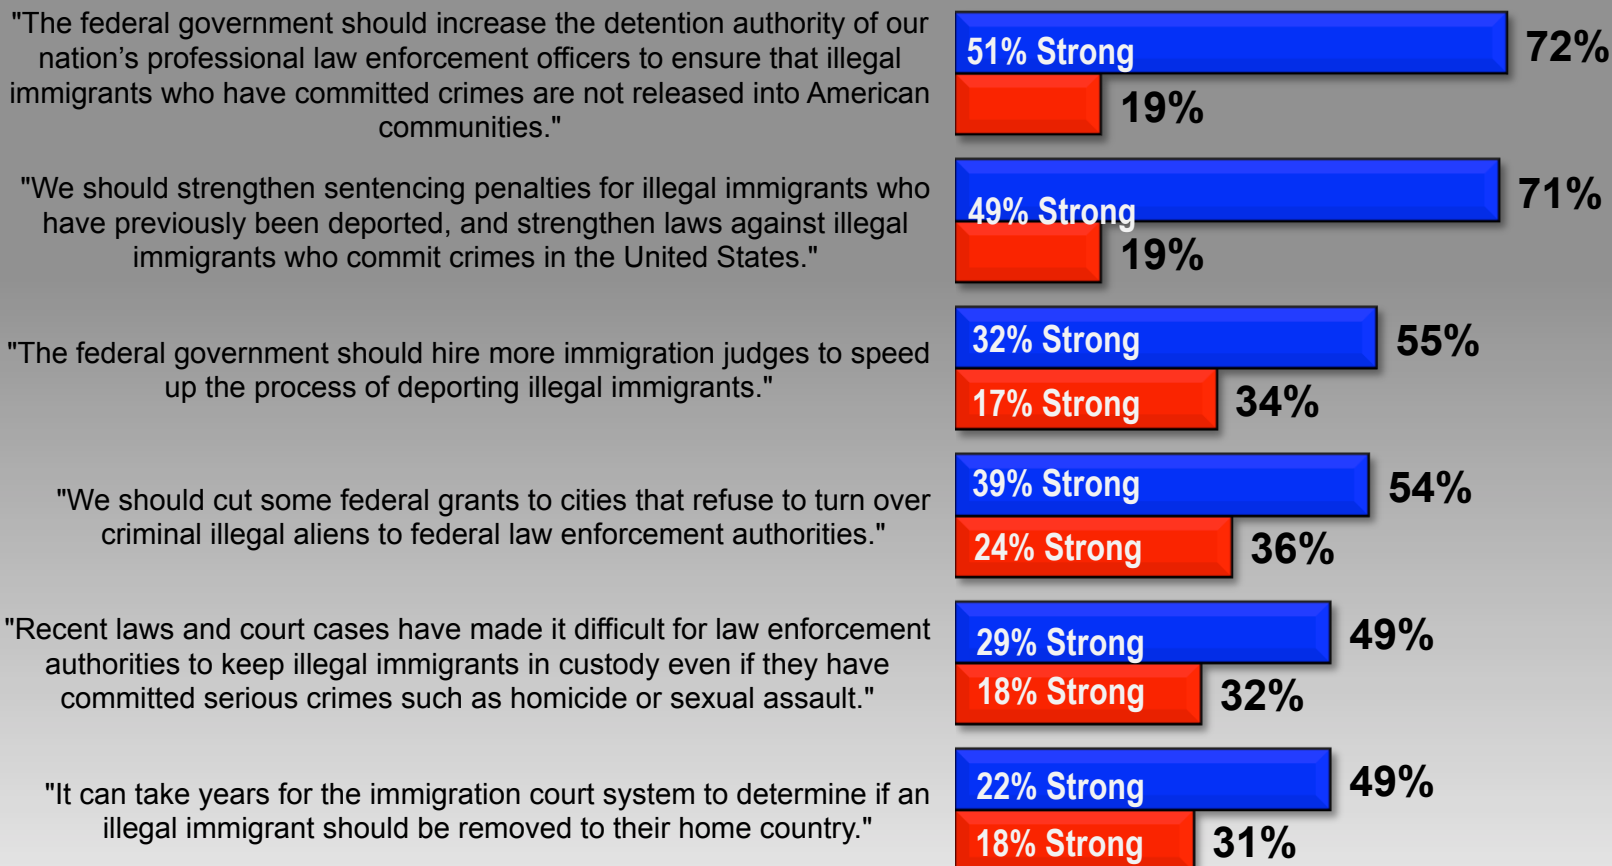 "The federal government should increase the detention authority of our
nation’s professional law enforcement officers to ensure that illegal
immigrants who have committed crimes are not released into American
communities."
51% Strong
72%
19%
"We should strengthen sentencing penalties for illegal immigrants who
have previously been deported, and strengthen laws against illegal
immigrants who commit crimes in the United States."
49% Strong
71%
19%
"The federal government should hire more immigration judges to speed
up the process of deporting illegal immigrants."
32% Strong
55%
17% Strong
34%
"We should cut some federal grants to cities that refuse to turn over
criminal illegal aliens to federal law enforcement authorities."
39% Strong
54%
24% Strong
36%
"Recent laws and court cases have made it difficult for law enforcement
authorities to keep illegal immigrants in custody even if they have
committed serious crimes such as homicide or sexual assault."
29% Strong
49%
18% Strong
32%
"It can take years for the immigration court system to determine if an
illegal immigrant should be removed to their home country."
22% Strong
49%
18% Strong
31%